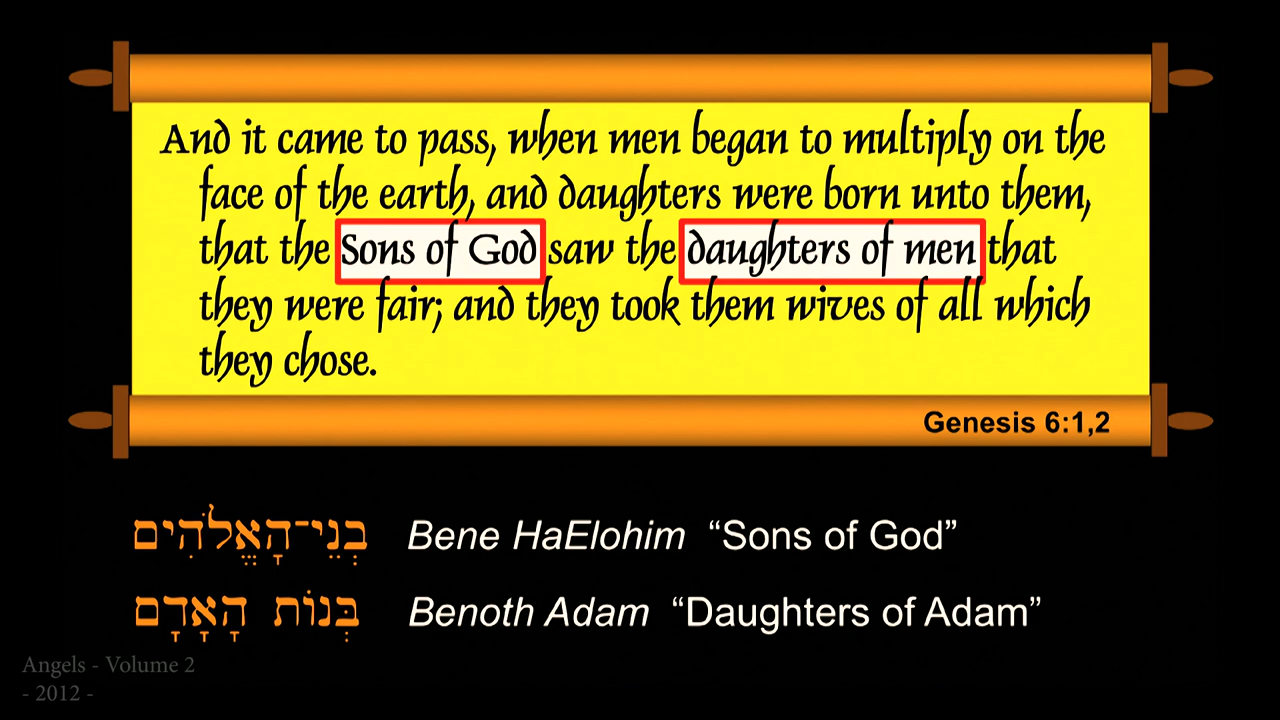 And it came to pass, when men began to multiply on the
face of the earth, and daughters were born unto them,
that the Sons of God saw the daughters of men that
they were fair; and they took them wives of all which
they chose.
Genesis 6:1,2
בְנֵי־הָאֱלֹהִים Bene HaElohim “Sons of God”
בְּנוֹת הָאָדָם Benoth Adam “Daughters of Adam”
Angels - Volume 2
- 2012 -